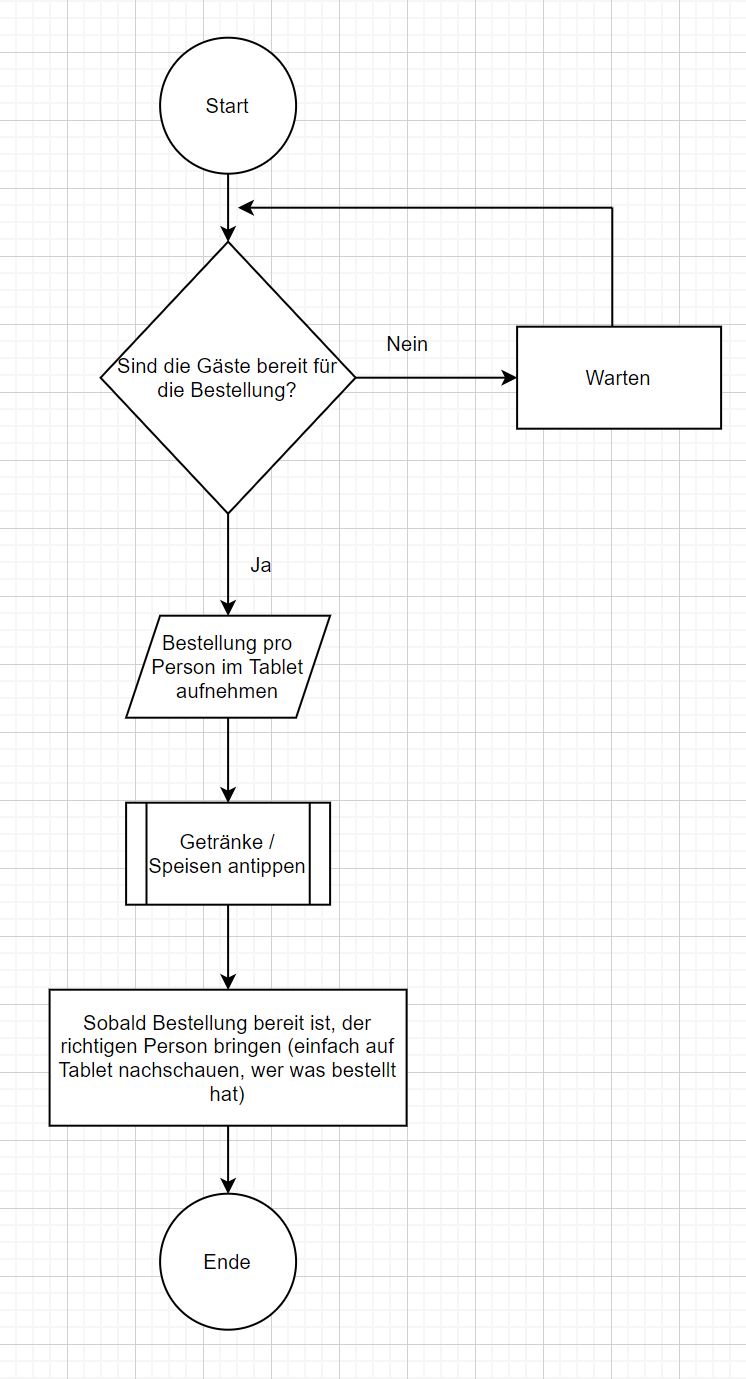 Start
Sind die Gäste bereit für
die Bestellung?
Nein
Warten
Ja
Bestellung pro
Person im Tablet
aufnehmen
Getränke /
Speisen antippen
Sobald Bestellung bereit ist, der
richtigen Person bringen (einfach auf
Tablet nachschauen, wer was bestellt
hat)
Ende